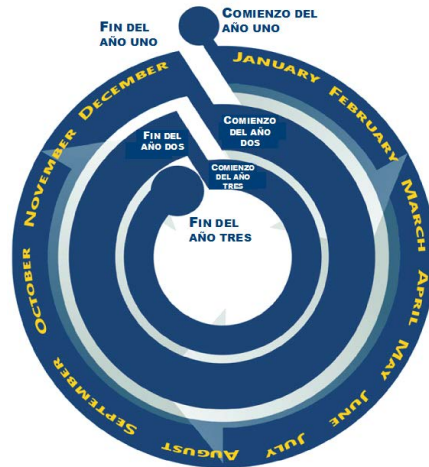 FIN DEL
AÑO UNO
COMIENZO DEL
AÑO UNO
JANUARY
FEBRUARY
MARCH
APRIL
MAY
JUNE
JULY
AUGUST
SEPTEMBER
OCTOBER
NOVEMBER
DECEMBER
FIN DEL
AÑO DOS
COMIENZO
DEL AÑO
DOS
COMIENZO
DEL AÑO
TRES
FIN DEL
AÑO TRES